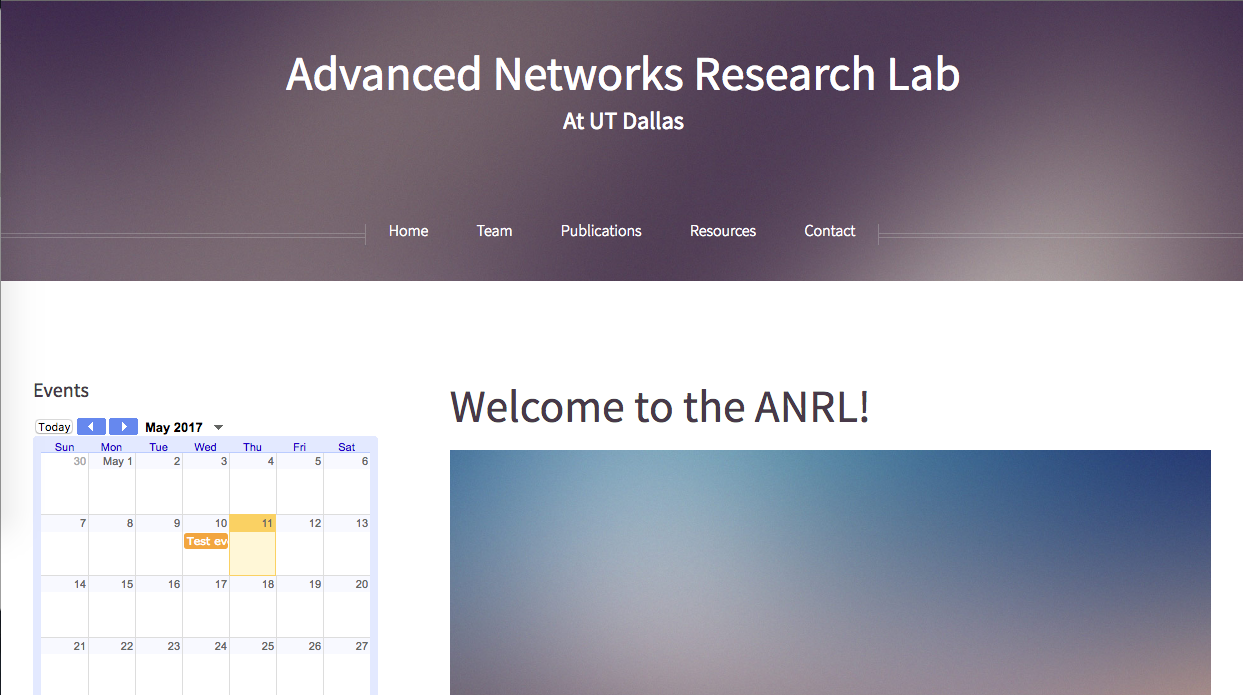 Advanced Networks Research Lab
At UT Dallas
Home Team Publications Resources Contact
Events
Today May 2017
Sun Mon Tue Wed Thu Fri Sat
30 May 1 2 3 4 5 6
7 8 9 10 11 12 13
Test ev
14 15 16 17 18 19 20
21 22 23 24 25 26 27
Welcome to the ANRL!